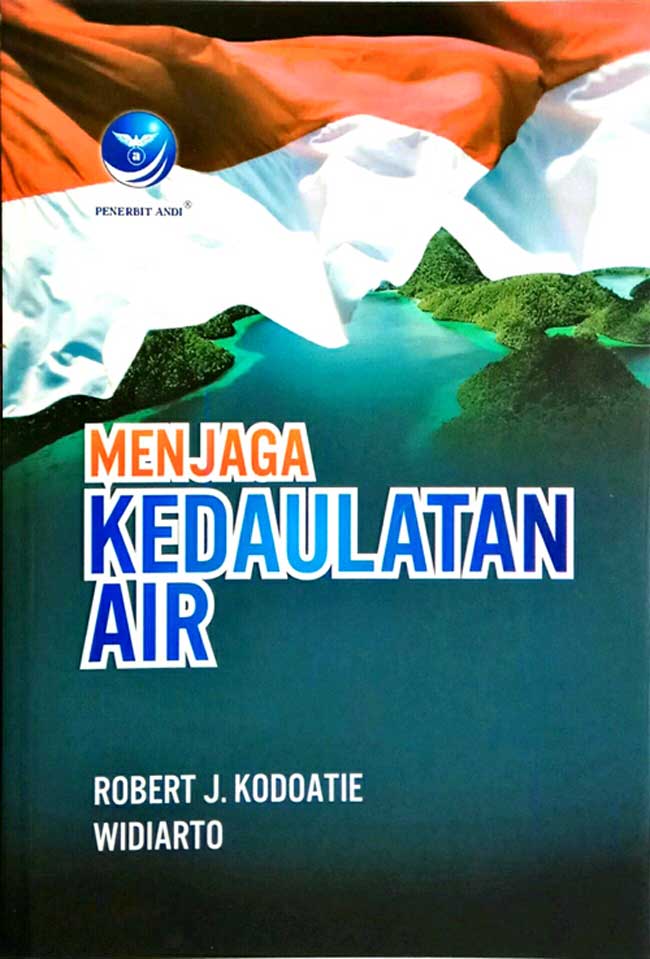 a
PENERBIT ANDI®
MENJAGA
KEDAULATAN
AIR
ROBERT J. KODOATIE
WIDIARTO